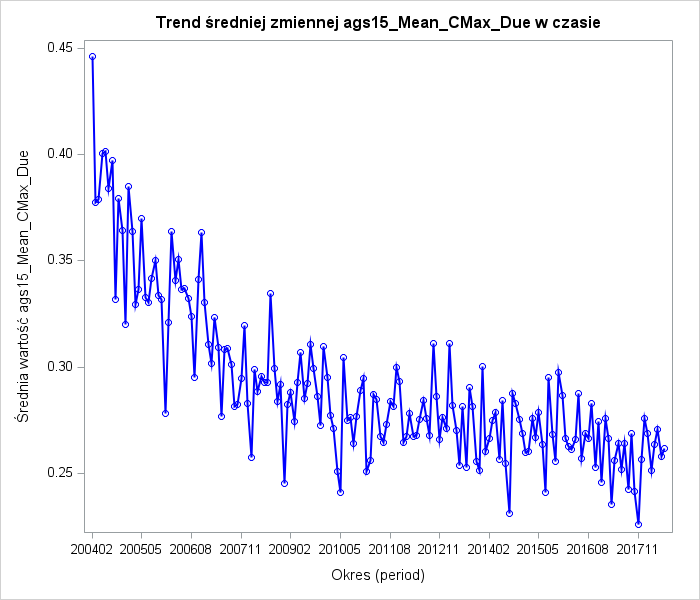 Trend średniej zmiennej ags15_Mean_CMax_Due w czasie
Średnia wartość ags15_Mean_CMax_Due
0.45
0.40
0.35
0.30
0.25
200402 200505 200608 200711 200902 201005 201108 201211 201402 201505 201608 201711
Okres (period)